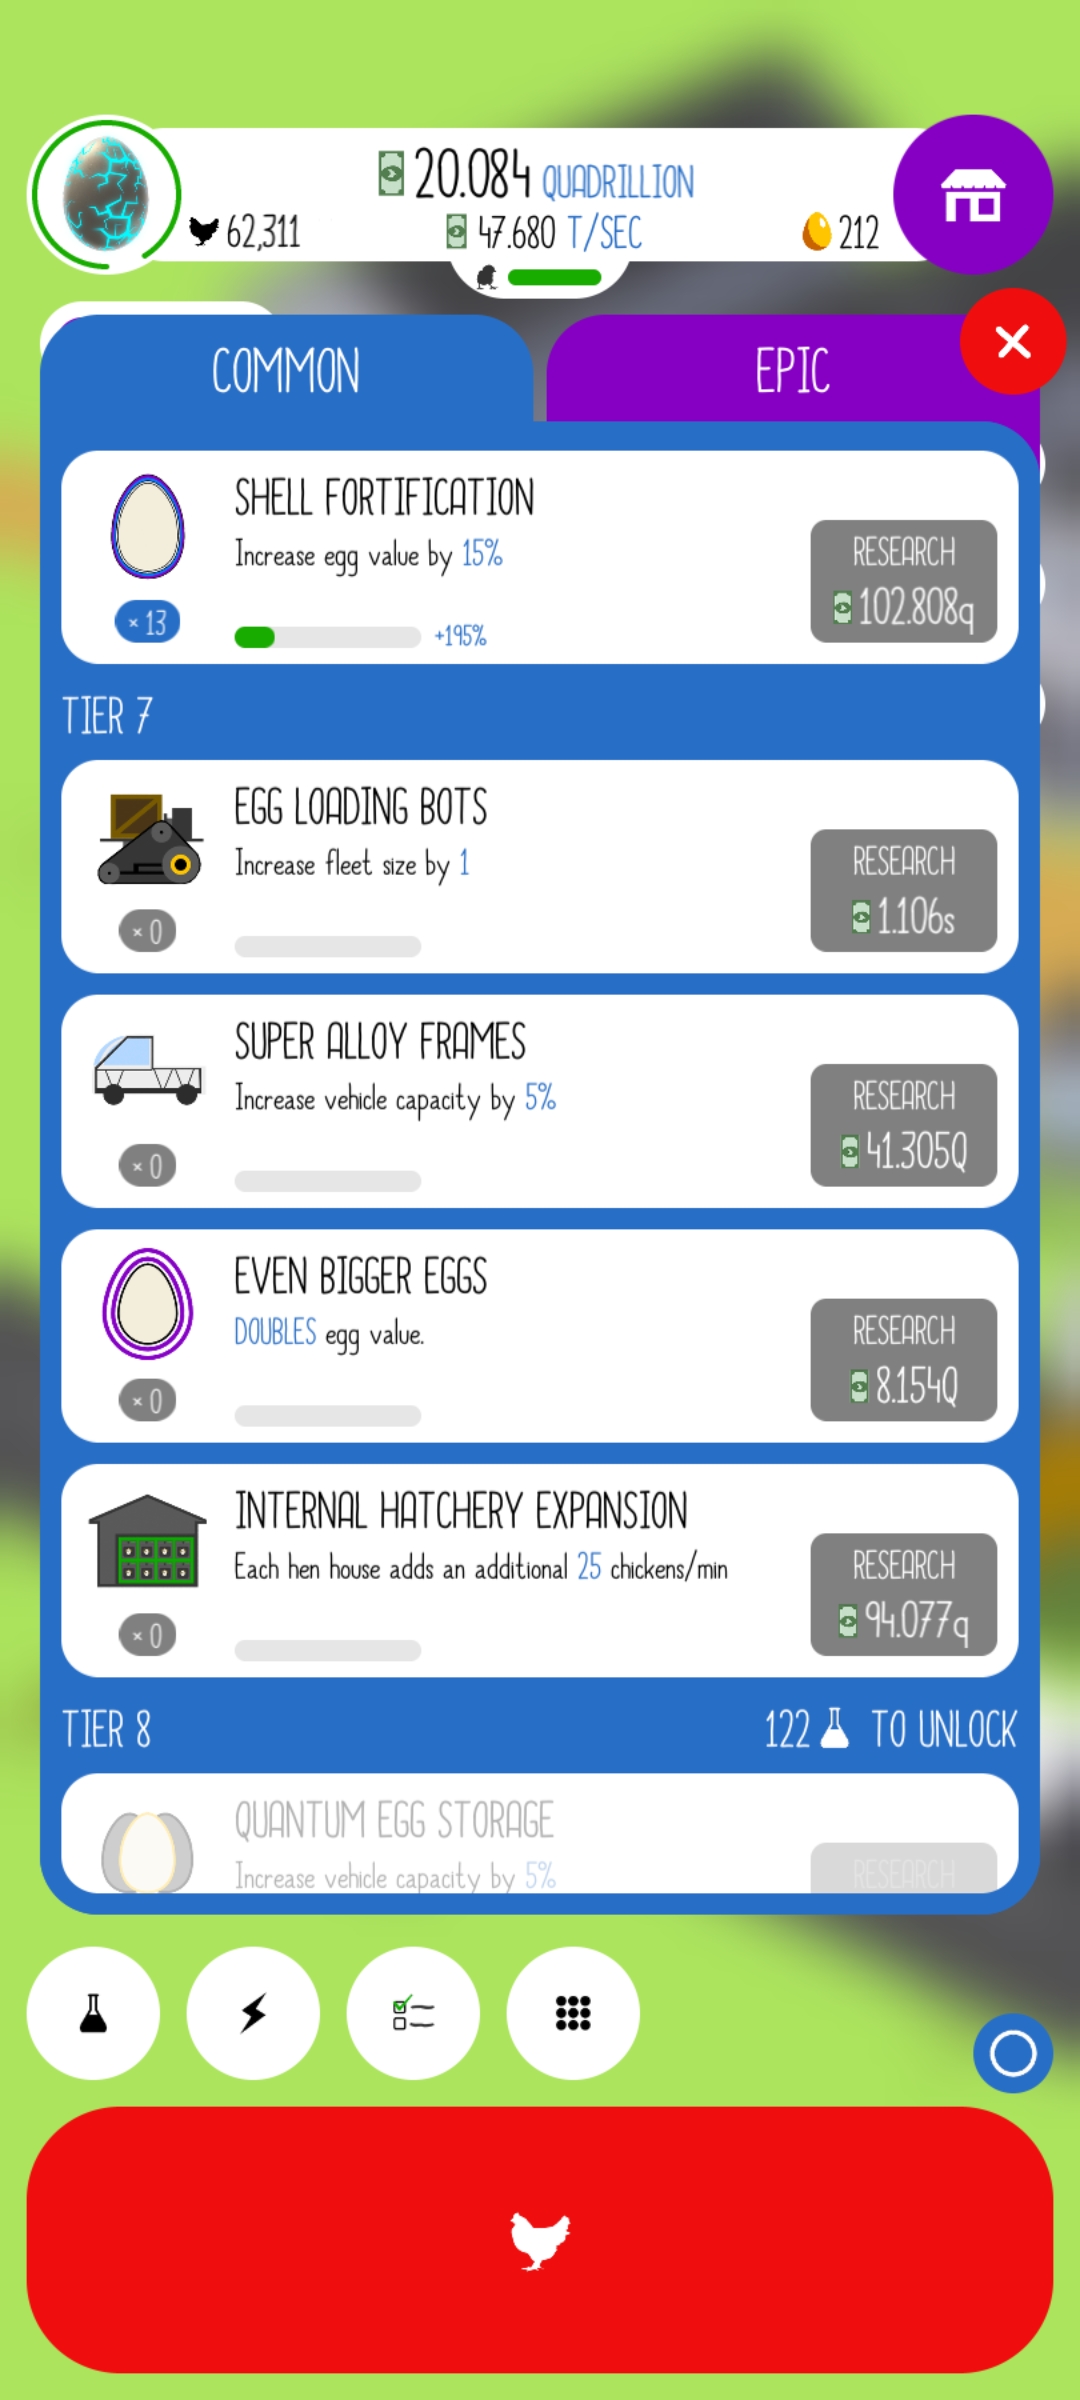 20.084 QUADRILLION
62,311
47.680 T/SEC
212
COMMON
EPIC
SHELL FORTIFICATION
Increase egg value by 15%
RESEARCH
102.808q
× 13
+195%
TIER 7
EGG LOADING BOTS
Increase fleet size by 1
RESEARCH
1.106s
× 0
SUPER ALLOY FRAMES
Increase vehicle capacity by 5%
RESEARCH
41.305Q
× 0
EVEN BIGGER EGGS
DOUBLES egg value.
RESEARCH
8.154Q
× 0
INTERNAL HATCHERY EXPANSION
Each hen house adds an additional 25 chickens/min
RESEARCH
94.077q
× 0
TIER 8
122 TO UNLOCK
QUANTUM EGG STORAGE
Increase vehicle capacity by 5%
RESEARCH